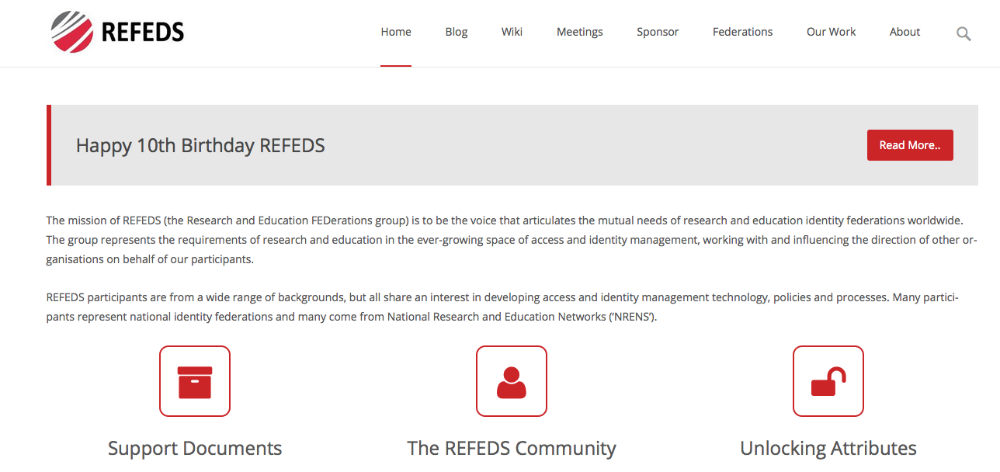 REFEDS
Home Blog Wiki Meetings Sponsor Federations Our Work About
Happy 10th Birthday REFEDS
Read More..
The mission of REFEDS (the Research and Education FEDerations group) is to be the voice that articulates the mutual needs of research and education identity federations worldwide.
The group represents the requirements of research and education in the ever-growing space of access and identity management, working with and influencing the direction of other or-
ganisations on behalf of our participants.
REFEDS participants are from a wide range of backgrounds, but all share an interest in developing access and identity management technology, policies and processes. Many partici-
pants represent national identity federations and many come from National Research and Education Networks (‘NRENS’).
Support Documents
The REFEDS Community
Unlocking Attributes